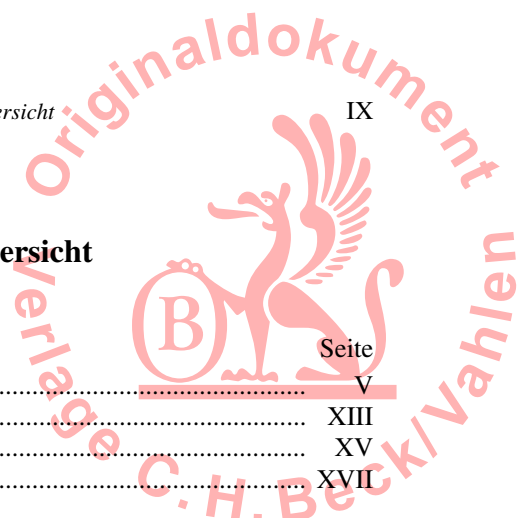 Originaldokument
ersicht IX
ersicht
Seite
B
.................................................... V
.................................................... XIII
.................................................... XV
.................................................... XVII
Verlage C.H.Beck/Vahlen